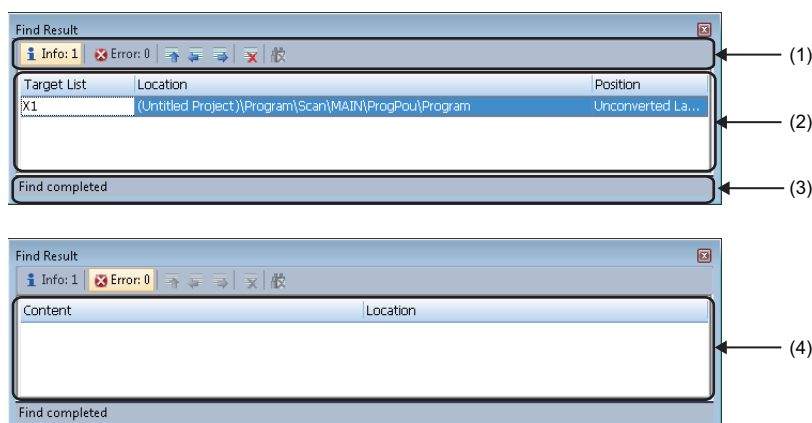 Find Result
Info: 1 Error: 0
(1)
Target List Location Position
X1 (Untitled Project)\Program\Scan\MAIN\ProgPou\Program Unconverted La...
(2)
Find completed
(3)
Find Result
Info: 1 Error: 0
Content Location
(4)
Find completed